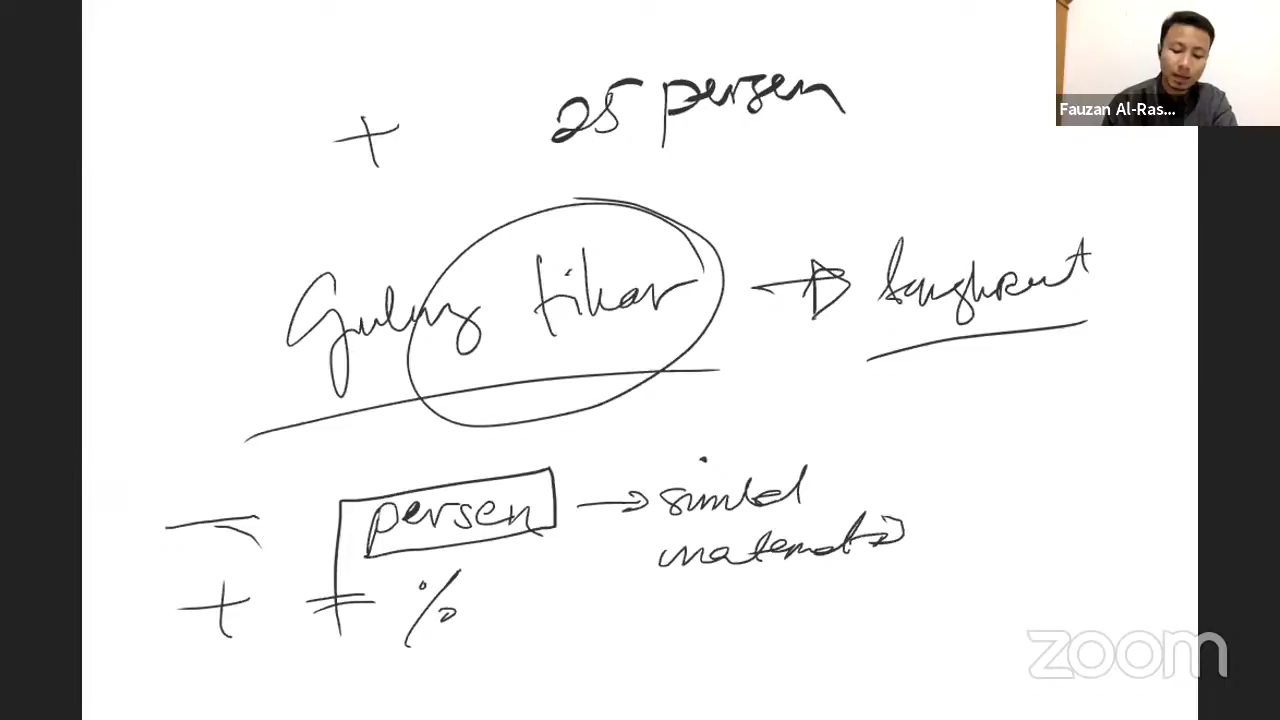 Fauzan Al-Ras...
+ 25 persen
Gulung tikar → bangkrut
persen → simbol
matematis
+ = %
zoom